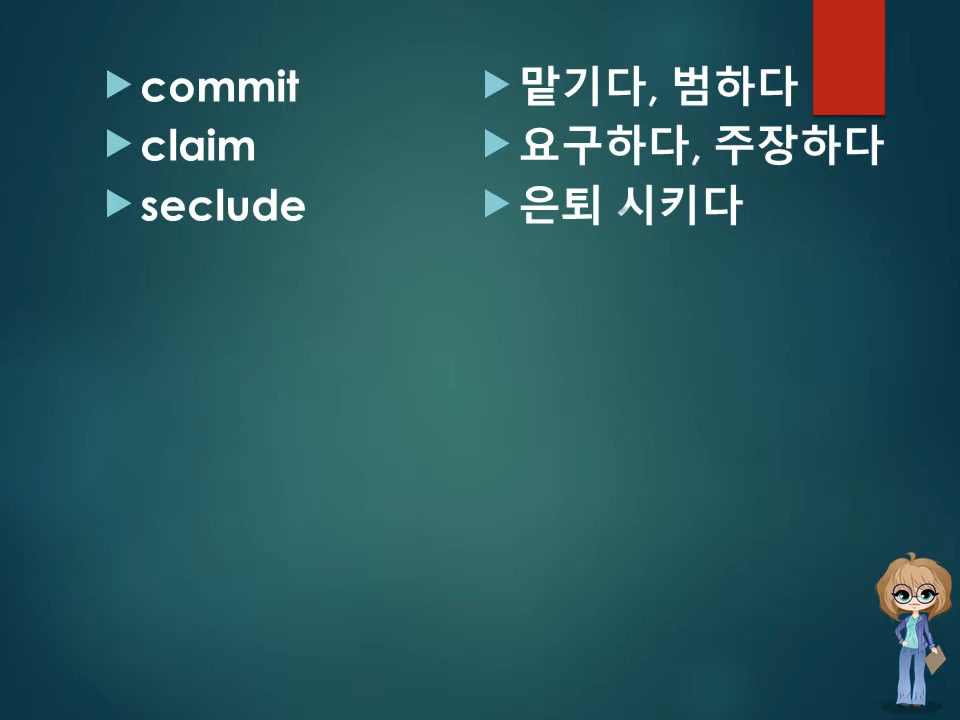 commit
claim
seclude
맡기다, 범하다
요구하다, 주장하다
은퇴 시키다